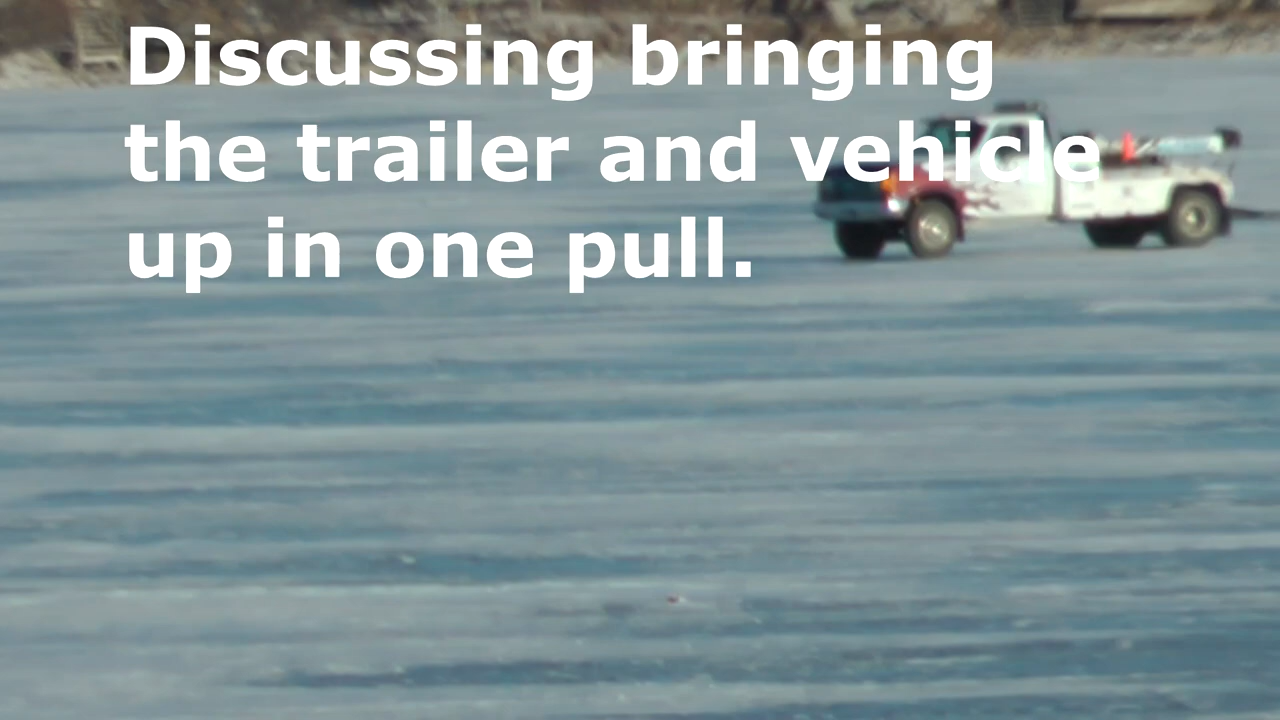 Discussing bringing
the trailer and vehicle
up in one pull.